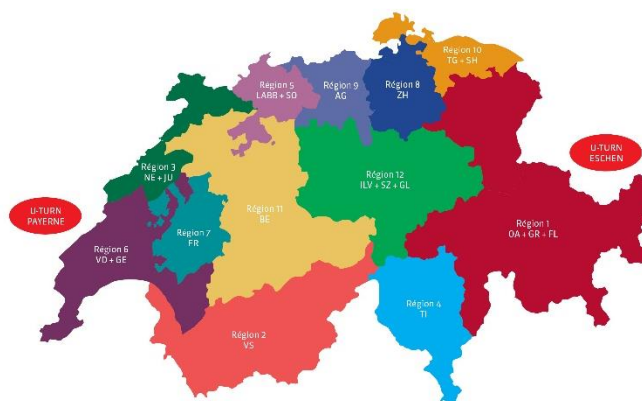 Région 10
TG + SH
Région 5
LABB + SO
Région 9
AG
Région 8
ZH
U-TURN
ESCHEN
Région 3
NE + JU
Région 12
ILV + SZ + GL
U-TURN
PAYERNE
Région 11
BE
Région 1
OA + GR + FL
Région 6
VD + GE
Région 7
FR
Région 4
TI
Région 2
VS